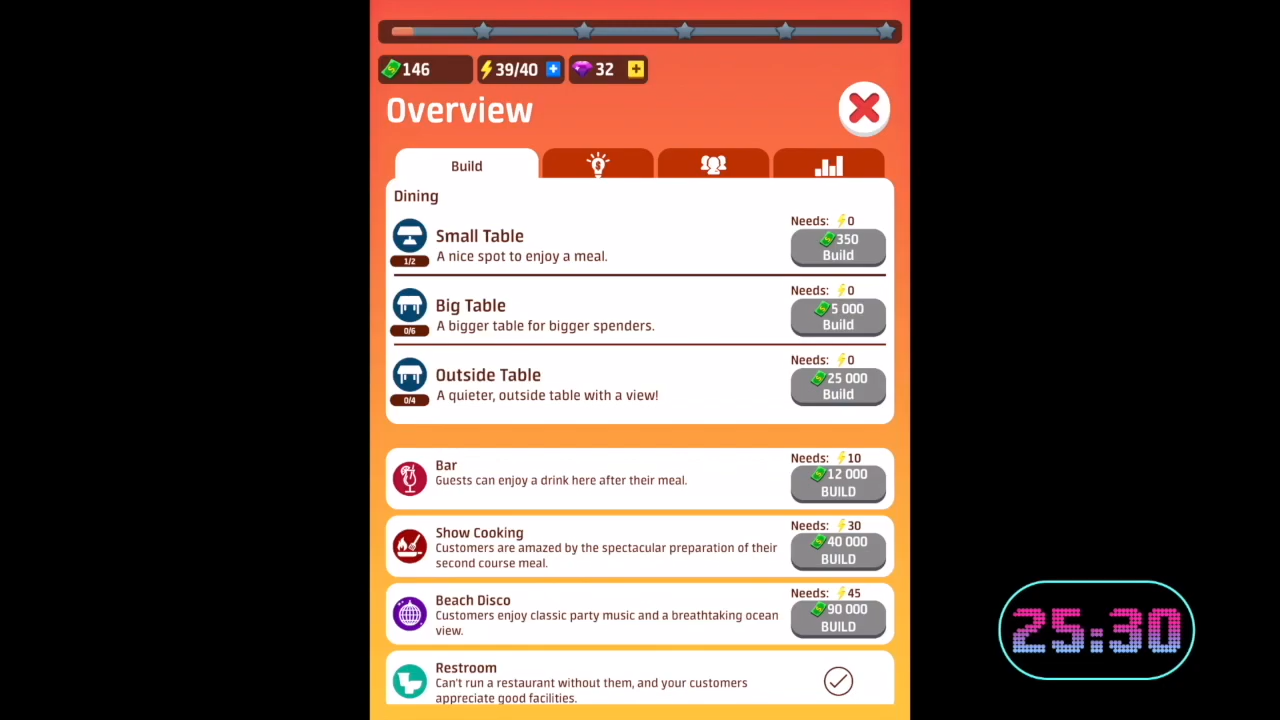 146
39/40
32
Overview
Build
Dining
Needs: 0
Small Table
350
A nice spot to enjoy a meal.
Build
1/2
Needs: 0
Big Table
5 000
A bigger table for bigger spenders.
Build
0/6
Needs: 0
Outside Table
25 000
A quieter, outside table with a view!
Build
0/4
Needs: 10
Bar
12 000
Guests can enjoy a drink here after their meal.
BUILD
Needs: 30
Show Cooking
40 000
Customers are amazed by the spectacular preparation of their
second course meal.
BUILD
Needs: 45
Beach Disco
90 000
Customers enjoy classic party music and a breathtaking ocean
view.
BUILD
Restroom
Can't run a restaurant without them, and your customers
appreciate good facilities.
25:30